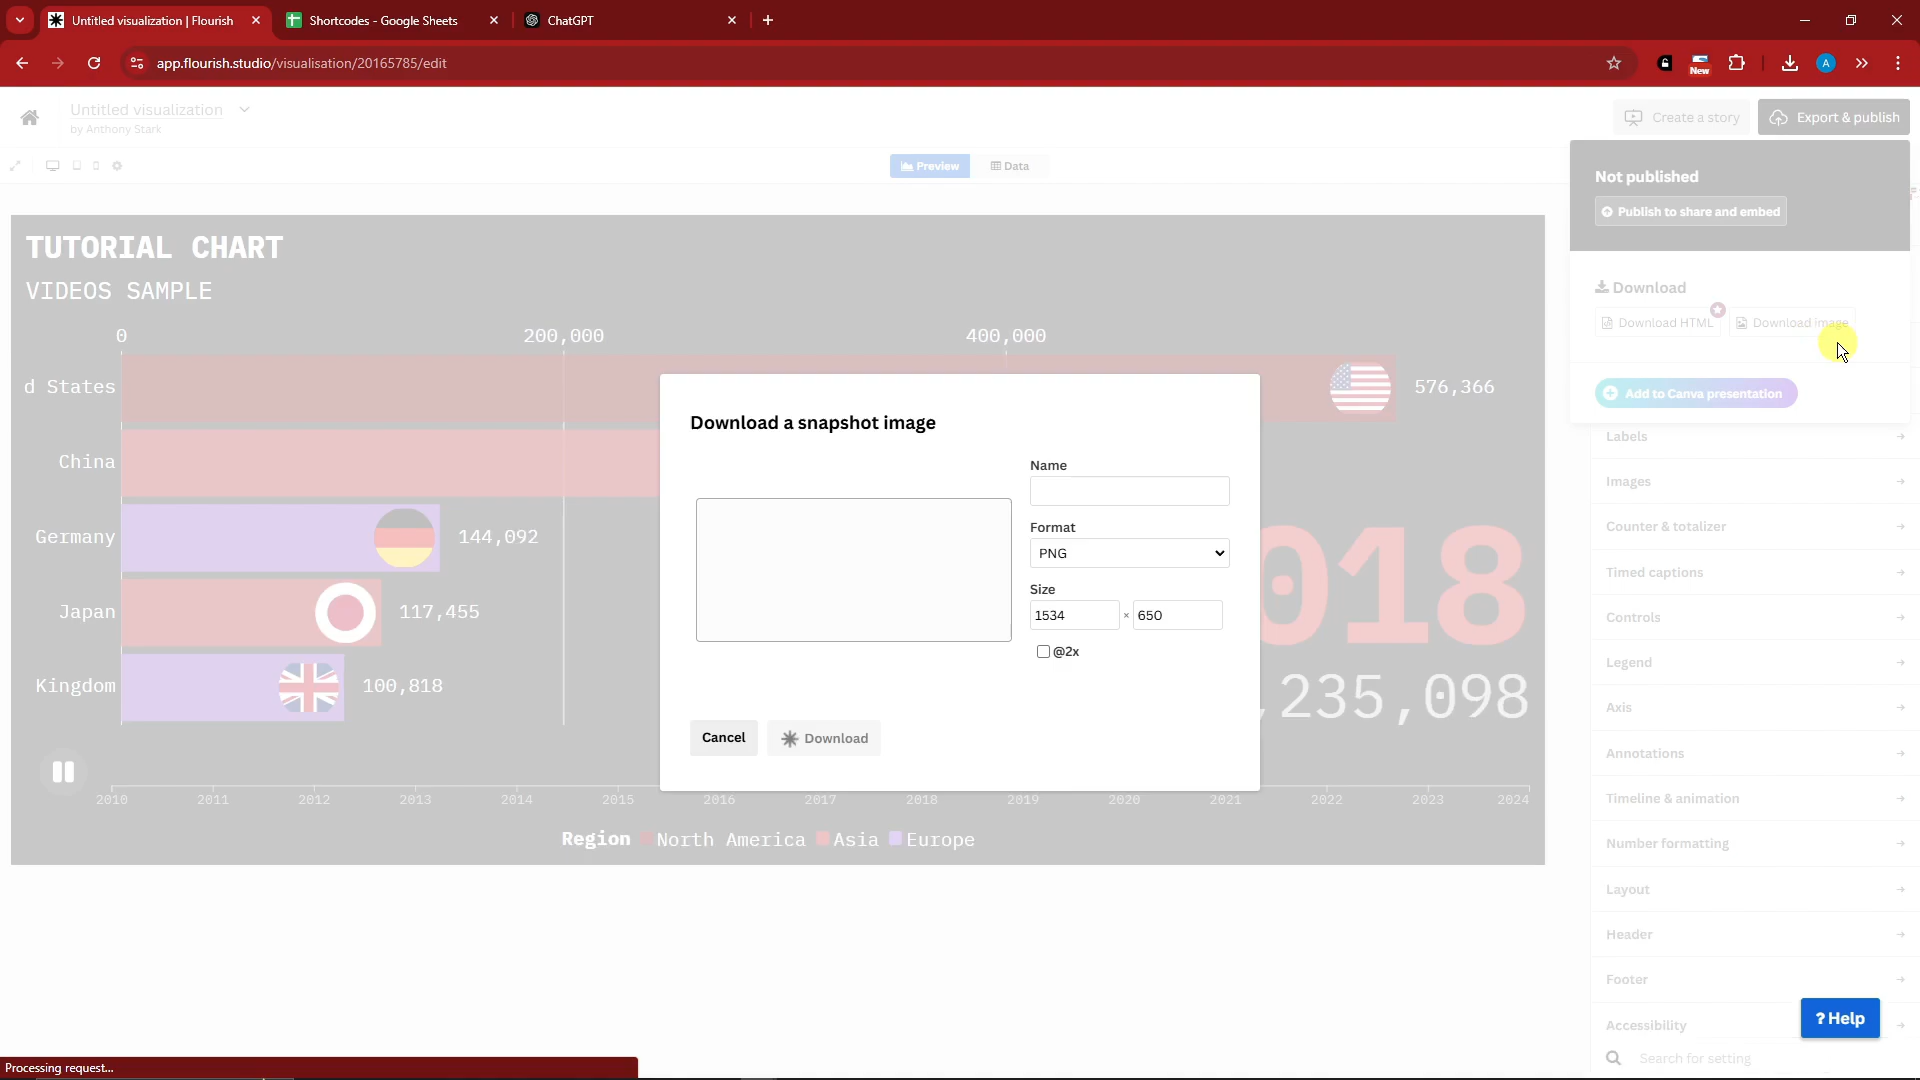 Untitled visualization | Flourish
Shortcodes - Google Sheets
ChatGPT
app.flourish.studio/visualisation/20165785/edit
New
A
Untitled visualization
by Anthony Stark
Create a story
Export & publish
Preview
Data
Not published
Publish to share and embed
Download
Download HTML
Download image
Add to Canva presentation
TUTORIAL CHART
VIDEOS SAMPLE
0
200,000
400,000
d States
576,366
China
Germany
144,092
Japan
117,455
Kingdom
100,818
018
,235,098
2010 2011 2012 2013 2014 2015 2016 2017 2018 2019 2020 2021 2022 2023 2024
Region North America Asia Europe
Download a snapshot image
Name
Format
PNG
Size
1534 × 650
@2x
Cancel
Download
Labels
Images
Counter & totalizer
Timed captions
Controls
Legend
Axis
Annotations
Timeline & animation
Number formatting
Layout
Header
Footer
Accessibility
? Help
Search for setting
Processing request...